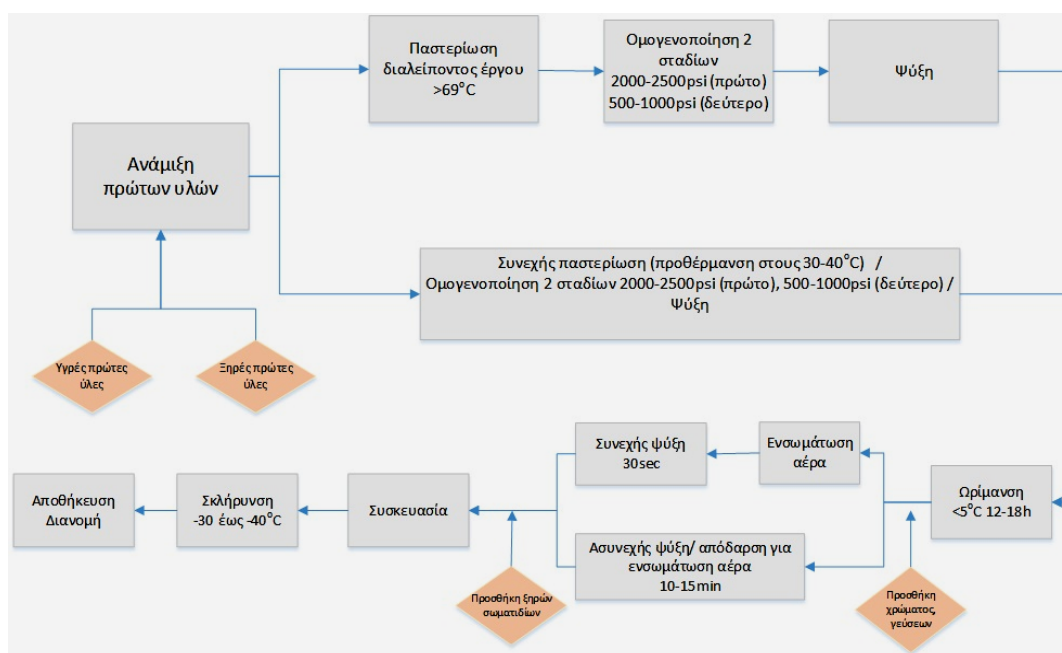 Παστερίωση
διαλείποντος έργου
>69°C
Ομογενοποίηση 2
σταδίων
2000-2500psi (πρώτο)
500-1000psi (δεύτερο)
Ψύξη
Ανάμιξη
πρώτων υλών
Συνεχής παστερίωση (προθέρμανση στους 30-40°C) /
Ομογενοποίηση 2 σταδίων 2000-2500psi (πρώτο), 500-1000psi (δεύτερο) /
Ψύξη
Υγρές πρώτες
ύλες
Ξηρές πρώτες
ύλες
Συνεχής ψύξη
30sec
Ενσωμάτωση
αέρα
Ωρίμανση
<5°C 12-18h
Αποθήκευση
Διανομή
Σκλήρυνση
-30 έως -40°C
Συσκευασία
Ασυνεχής ψύξη/ απόδαρση για
ενσωμάτωση αέρα
10-15min
Προσθήκη ξηρών
σωματιδίων
Προσθήκη
χρώματος,
γεύσεων